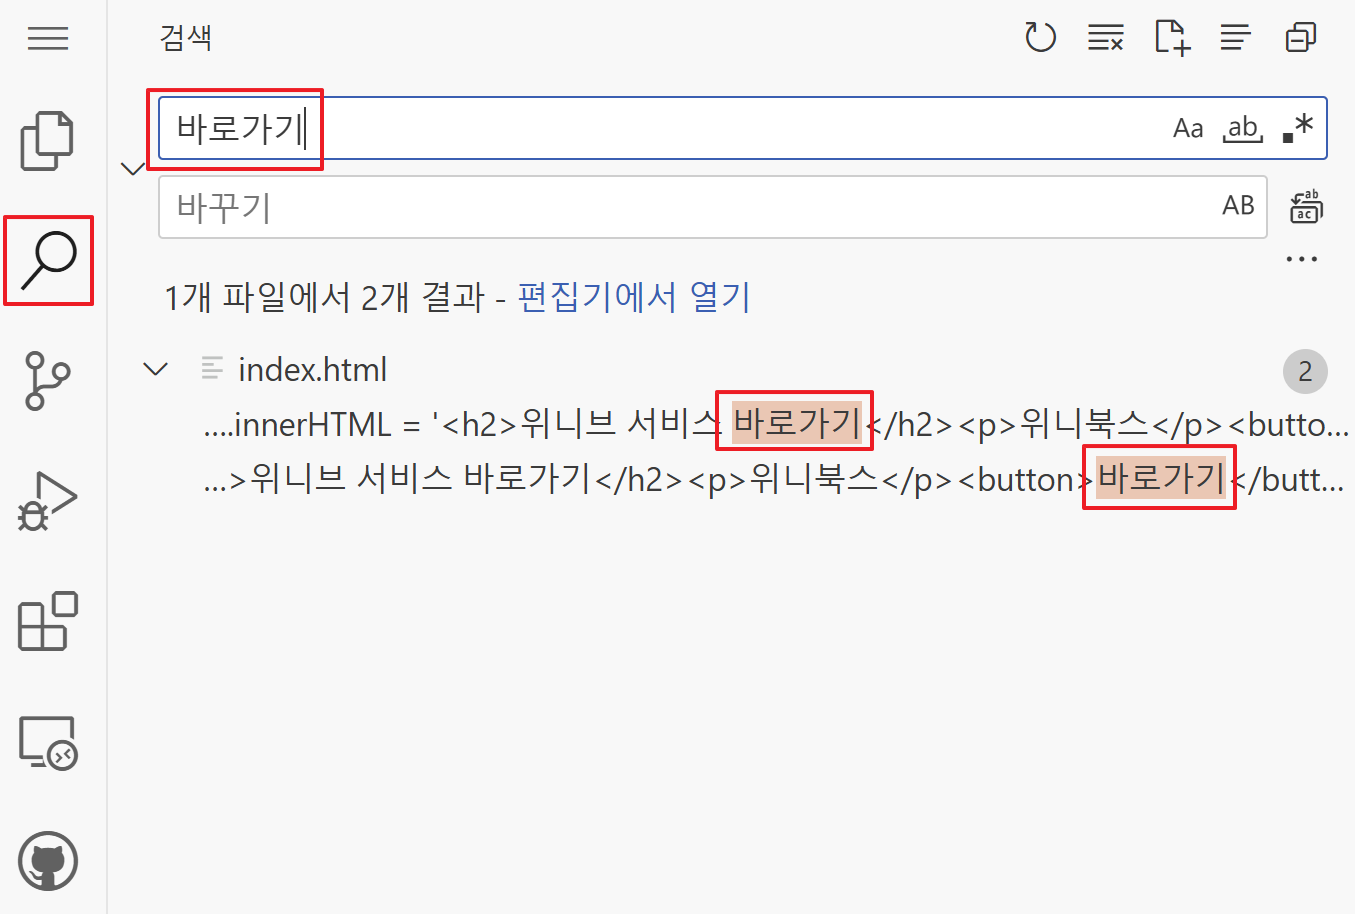 검색
바로가기
Aa ab .*
바꾸기
AB
ab
ac
1개 파일에서 2개 결과 - 편집기에서 열기
index.html 2
....innerHTML = '<h2>위니브 서비스 바로가기</h2><p>위니북스</p><butto...
...>위니브 서비스 바로가기</h2><p>위니북스</p><button>바로가기</butt...